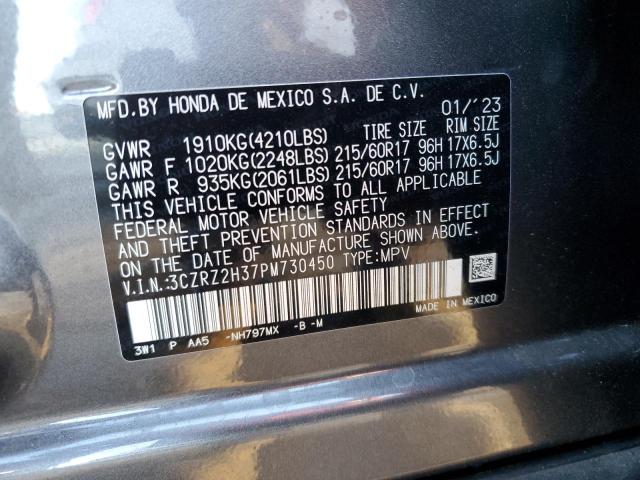 MFD.BY HONDA DE MEXICO S.A. DE C.V. 01/'23
GVWR 1910KG(4210LBS) TIRE SIZE RIM SIZE
GAWR F 1020KG(2248LBS) 215/60R17 96H 17X6.5J
GAWR R 935KG(2061LBS) 215/60R17 96H 17X6.5J
THIS VEHICLE CONFORMS TO ALL APPLICABLE
FEDERAL MOTOR VEHICLE SAFETY
AND THEFT PREVENTION STANDARDS IN EFFECT
ON THE DATE OF MANUFACTURE SHOWN ABOVE.
V.I.N.:3CZRZ2H37PM730450 TYPE:MPV
3W1 P AA5 -NH797MX -B -M MADE IN MEXICO